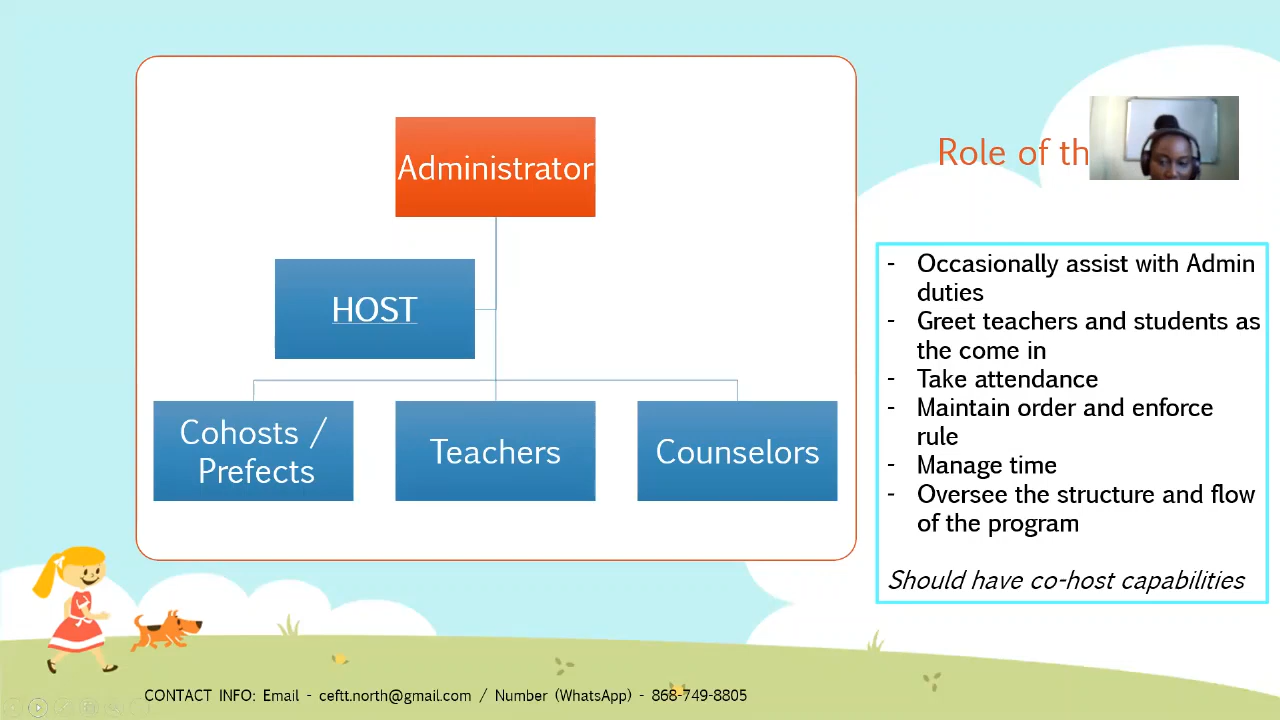 Administrator
HOST
Cohosts /
Prefects
Teachers
Counselors
Role of th
- Occasionally assist with Admin
duties
- Greet teachers and students as
the come in
- Take attendance
- Maintain order and enforce
rule
- Manage time
- Oversee the structure and flow
of the program
Should have co-host capabilities
CONTACT INFO: Email - ceftt.north@gmail.com / Number (WhatsApp) - 868-749-8805